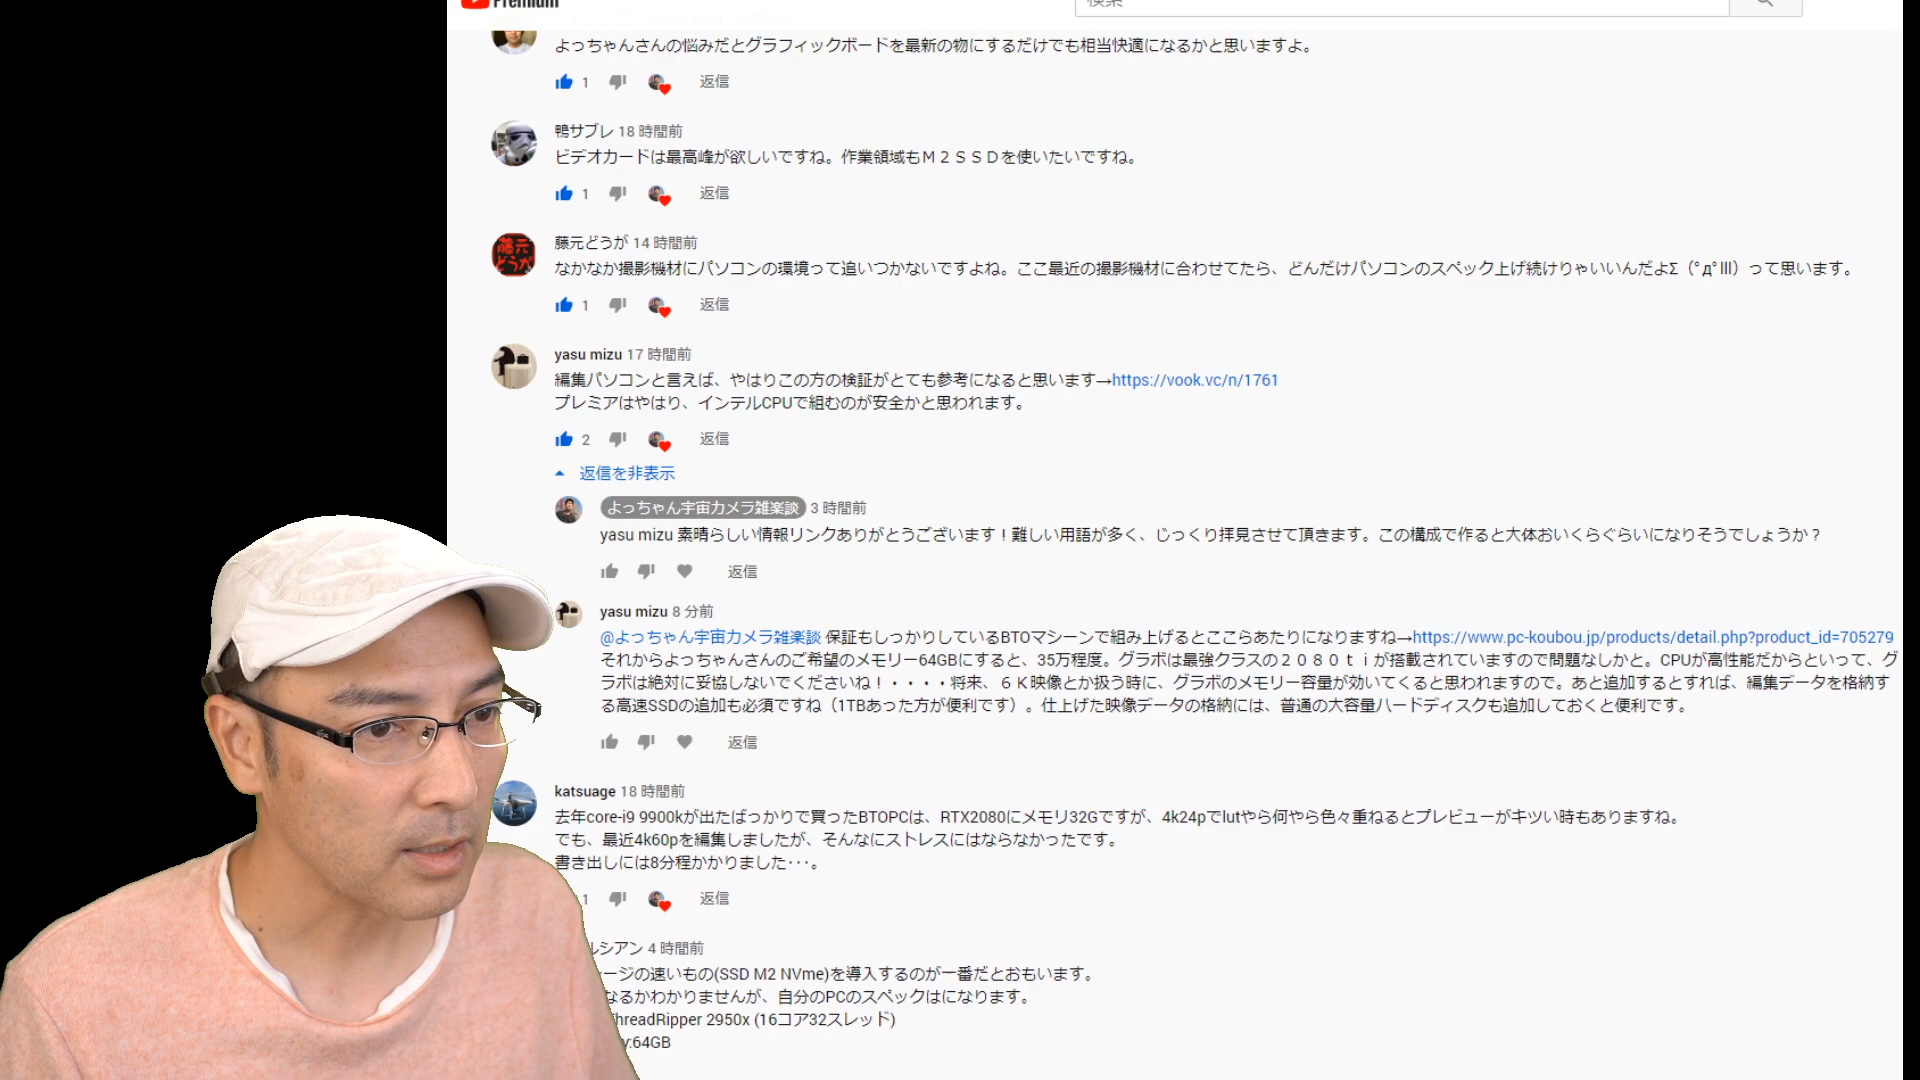 Premium
検索
よっちゃんさんの悩みだとグラフィックボードを最新の物にするだけでも相当快適になるかと思いますよ。
1 返信
鴨サブレ 18 時間前
ビデオカードは最高峰が欲しいですね。作業領域もＭ２ＳＳＤを使いたいですね。
1 返信
藤元どうが
藤元どうが 14 時間前
なかなか撮影機材にパソコンの環境って追いつかないですよね。ここ最近の撮影機材に合わせてたら、どんだけパソコンのスペック上げ続けりゃいいんだよΣ（ﾟдﾟlll）って思います。
1 返信
yasu mizu 17 時間前
編集パソコンと言えば、やはりこの方の検証がとても参考になると思います→https://vook.vc/n/1761
プレミアはやはり、インテルCPUで組むのが安全かと思われます。
2 返信
返信を非表示
よっちゃん宇宙カメラ雑楽談 3 時間前
yasu mizu 素晴らしい情報リンクありがとうございます！難しい用語が多く、じっくり拝見させて頂きます。この構成で作ると大体おいくらぐらいになりそうでしょうか？
返信
yasu mizu 8 分前
@よっちゃん宇宙カメラ雑楽談 保証もしっかりしているBTOマシーンで組み上げるとここらあたりになりますね→https://www.pc-koubou.jp/products/detail.php?product_id=705279
それからよっちゃんさんのご希望のメモリー64GBにすると、35万程度。グラボは最強クラスの２０８０ｔｉが搭載されていますので問題なしかと。CPUが高性能だからといって、グ
ラボは絶対に妥協しないでくださいね！・・・・将来、６Ｋ映像とか扱う時に、グラボのメモリー容量が効いてくると思われますので。あと追加するとすれば、編集データを格納す
る高速SSDの追加も必須ですね（1TBあった方が便利です）。仕上げた映像データの格納には、普通の大容量ハードディスクも追加しておくと便利です。
返信
katsuage 18 時間前
去年core-i9 9900kが出たばっかりで買ったBTOPCは、RTX2080にメモリ32Gですが、4k24pでlutやら何やら色々重ねるとプレビューがキツい時もありますね。
でも、最近4k60pを編集しましたが、そんなにストレスにはならなかったです。
書き出しには8分程かかりました･･･。
1 返信
ルシアン 4 時間前
ージの速いもの(SSD M2 NVme)を導入するのが一番だとおもいます。
なるかわかりませんが、自分のPCのスペックはになります。
hreadRipper 2950x (16コア32スレッド)
y:64GB